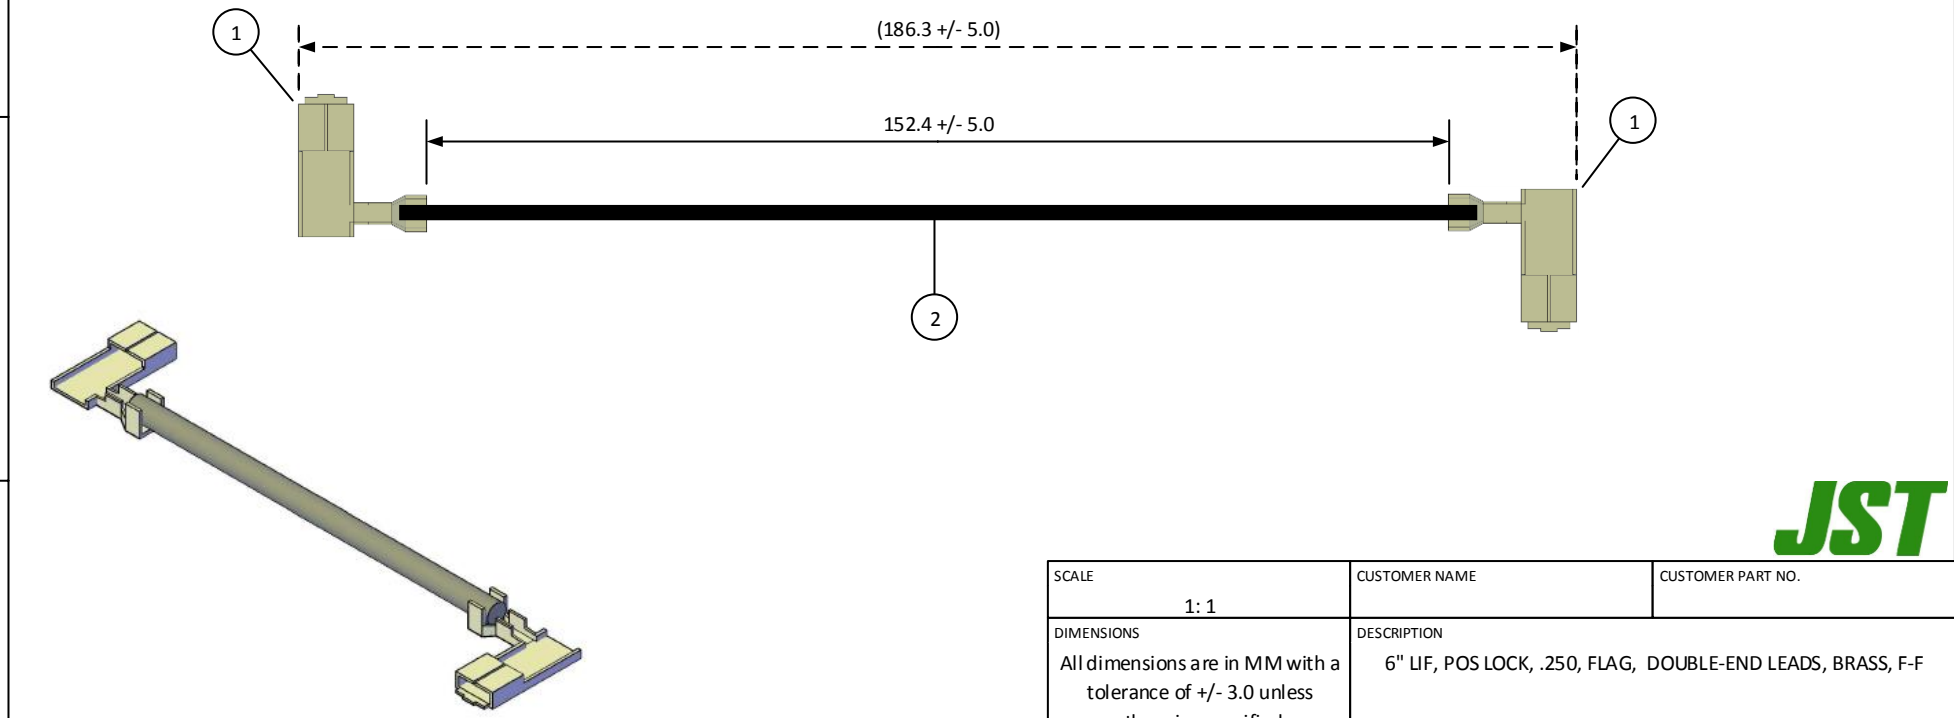 1
(186.3 +/- 5.0)
152.4 +/- 5.0
1
2
JST
SCALE
1: 1
CUSTOMER NAME
CUSTOMER PART NO.
DIMENSIONS
All dimensions are in MM with a
tolerance of +/- 3.0 unless
DESCRIPTION
6" LIF, POS LOCK, .250, FLAG, DOUBLE-END LEADS, BRASS, F-F